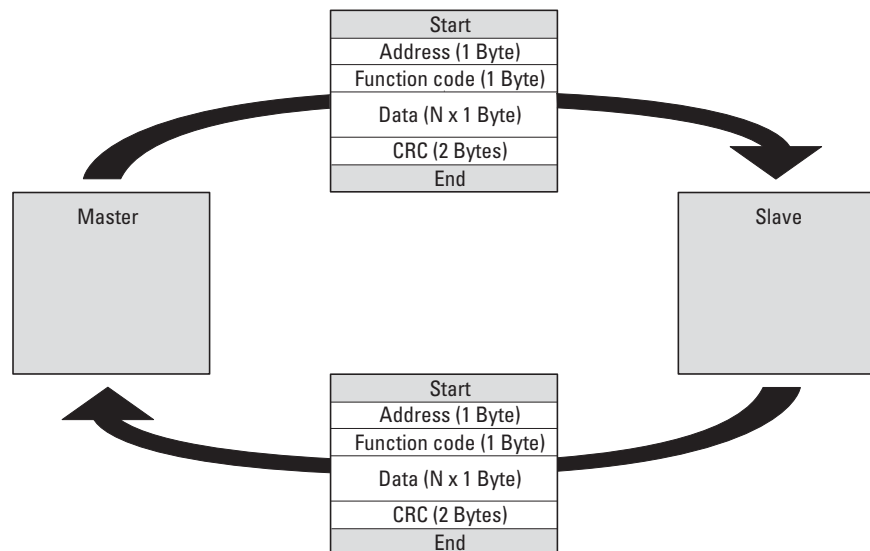 Start
Address (1 Byte)
Function code (1 Byte)
Data (N x 1 Byte)
CRC (2 Bytes)
End
Master
Slave
Start
Address (1 Byte)
Function code (1 Byte)
Data (N x 1 Byte)
CRC (2 Bytes)
End